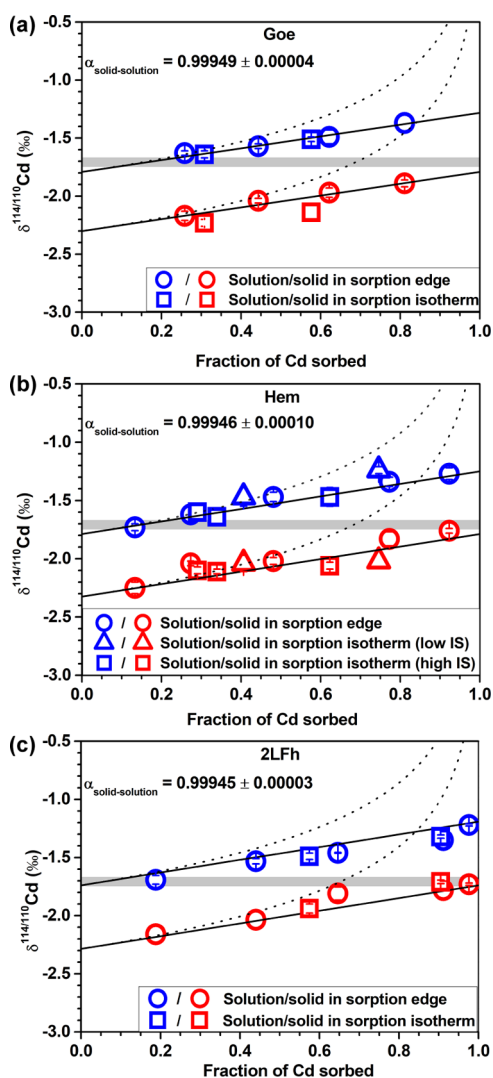 (a)
Goe
α solid-solution = 0.99949 ± 0.00004
δ114/110Cd (‰)
-0.5
-1.0
-1.5
-2.0
-2.5
-3.0
/ Solution/solid in sorption edge
/ Solution/solid in sorption isotherm
0.0 0.2 0.4 0.6 0.8 1.0
Fraction of Cd sorbed
(b)
Hem
α solid-solution = 0.99946 ± 0.00010
δ114/110Cd (‰)
-0.5
-1.0
-1.5
-2.0
-2.5
-3.0
/ Solution/solid in sorption edge
/ Solution/solid in sorption isotherm (low IS)
/ Solution/solid in sorption isotherm (high IS)
0.0 0.2 0.4 0.6 0.8 1.0
Fraction of Cd sorbed
(c)
2LFh
α solid-solution = 0.99945 ± 0.00003
δ114/110Cd (‰)
-0.5
-1.0
-1.5
-2.0
-2.5
-3.0
/ Solution/solid in sorption edge
/ Solution/solid in sorption isotherm
0.0 0.2 0.4 0.6 0.8 1.0
Fraction of Cd sorbed